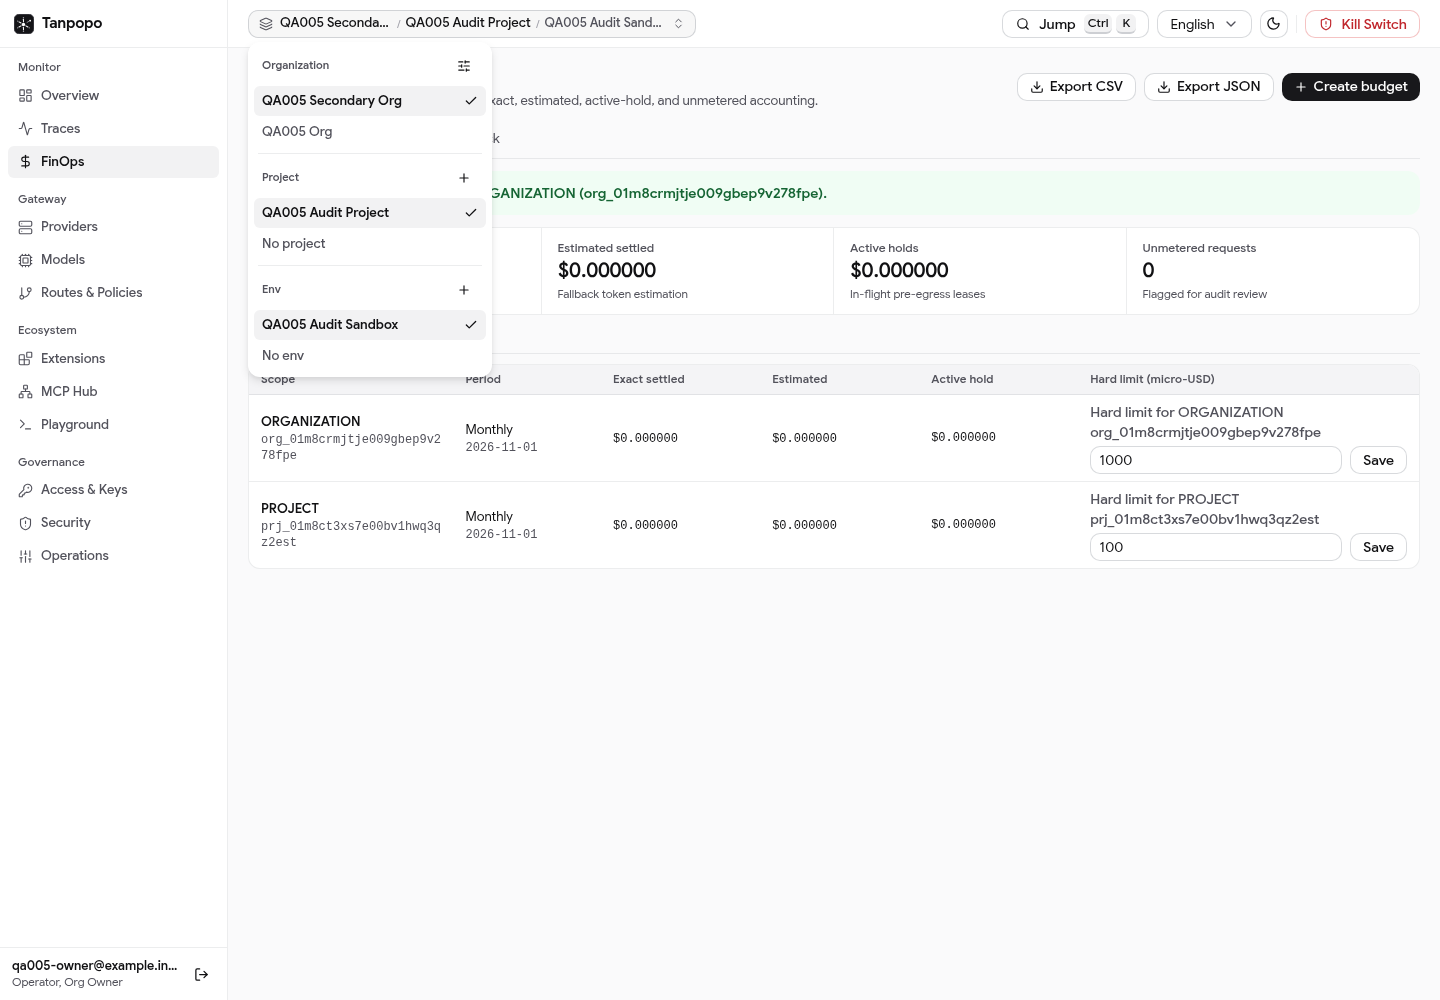 Tanpopo
QA005 Seconda... / QA005 Audit Project / QA005 Audit Sand...
Jump Ctrl K
English
Kill Switch
Monitor
Overview
Traces
FinOps
Gateway
Providers
Models
Routes & Policies
Ecosystem
Extensions
MCP Hub
Playground
Governance
Access & Keys
Security
Operations
qa005-owner@example.in...
Operator, Org Owner
Organization
QA005 Secondary Org
QA005 Org
Project
QA005 Audit Project
No project
Env
QA005 Audit Sandbox
No env
Export CSV
Export JSON
Create budget
exact, estimated, active-hold, and unmetered accounting.
k
GANIZATION (org_01m8crmjtje009gbep9v278fpe).
Estimated settled
$0.000000
Fallback token estimation
Active holds
$0.000000
In-flight pre-egress leases
Unmetered requests
0
Flagged for audit review
Scope Period Exact settled Estimated Active hold Hard limit (micro-USD)
ORGANIZATION
org_01m8crmjtje009gbep9v2
78fpe
Monthly
2026-11-01
$0.000000
$0.000000
$0.000000
Hard limit for ORGANIZATION
org_01m8crmjtje009gbep9v278fpe
1000 Save
PROJECT
prj_01m8ct3xs7e00bv1hwq3q
z2est
Monthly
2026-11-01
$0.000000
$0.000000
$0.000000
Hard limit for PROJECT
prj_01m8ct3xs7e00bv1hwq3qz2est
100 Save